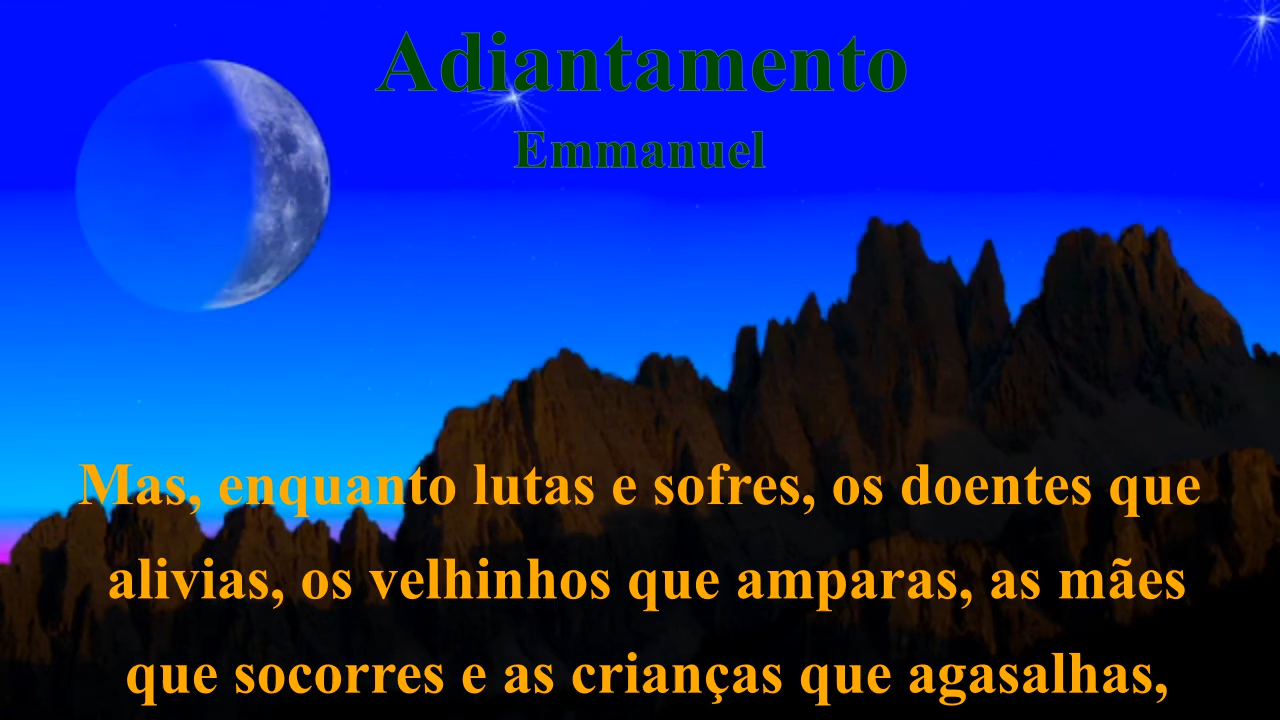 Adiantamento
Emmanuel
Mas, enquanto lutas e sofres, os doentes que
alivias, os velhinhos que amparas, as mães
que socorres e as crianças que agasalhas,